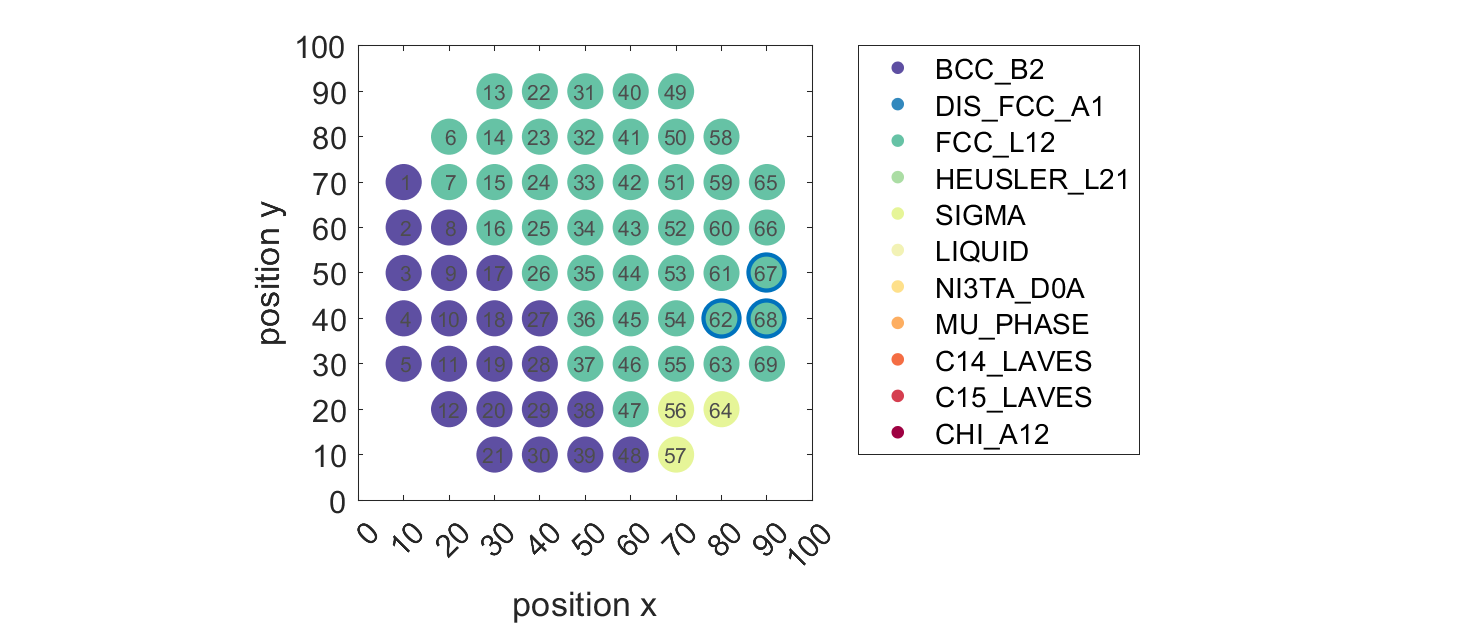 100
90
80
70
60
50
40
30
20
10
0
position y
13 22 31 40 49
6 14 23 32 41 50 58
1 7 15 24 33 42 51 59 65
2 8 16 25 34 43 52 60 66
3 9 17 26 35 44 53 61 67
4 10 18 27 36 45 54 62 68
5 11 19 28 37 46 55 63 69
12 20 29 38 47 56 64
21 30 39 48 57
0 10 20 30 40 50 60 70 80 90 100
position x
BCC_B2
DIS_FCC_A1
FCC_L12
HEUSLER_L21
SIGMA
LIQUID
NI3TA_D0A
MU_PHASE
C14_LAVES
C15_LAVES
CHI_A12